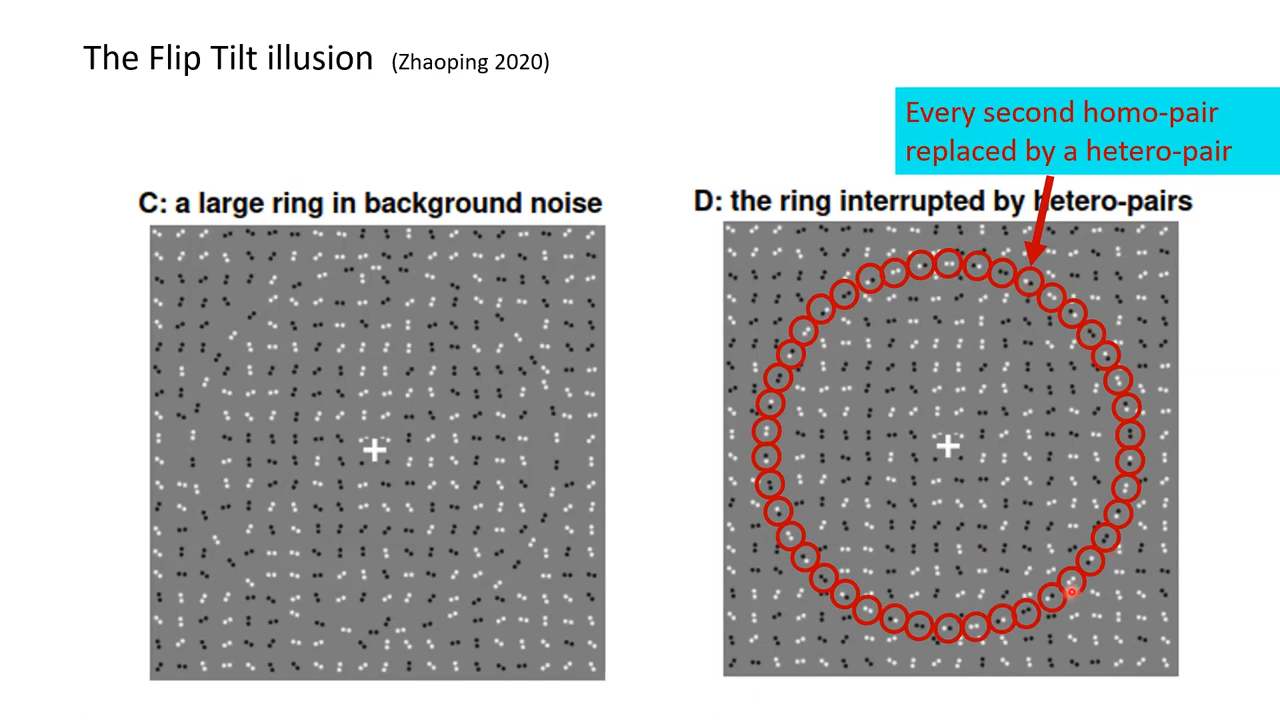 The Flip Tilt illusion (Zhaoping 2020)
Every second homo-pair
replaced by a hetero-pair
C: a large ring in background noise
D: the ring interrupted by hetero-pairs